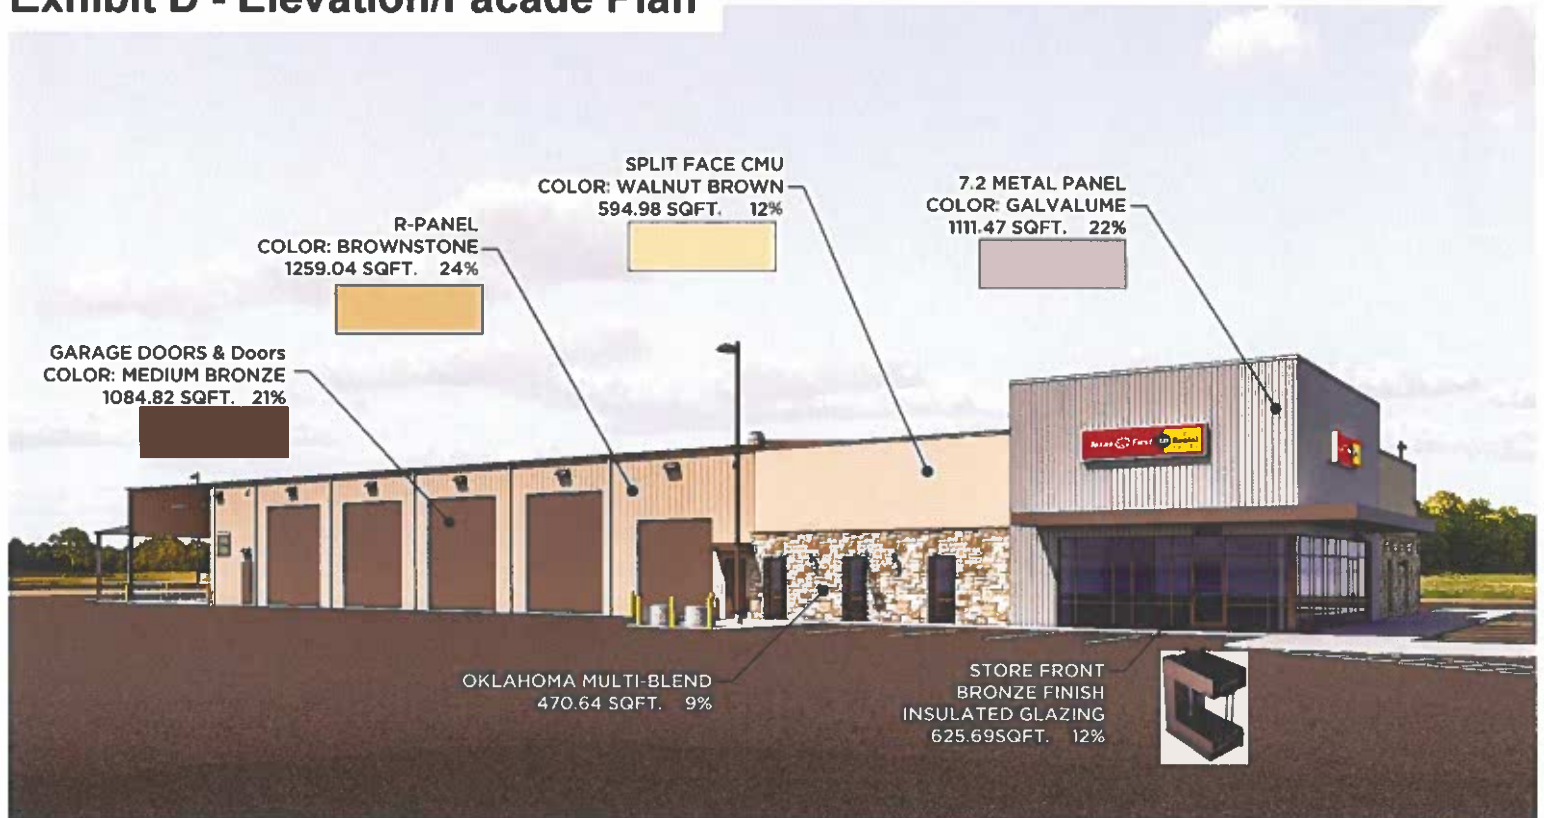 Exhibit D - Elevation/Facade Plan
SPLIT FACE CMU
COLOR: WALNUT BROWN
594.98 SQFT. 12%
7.2 METAL PANEL
COLOR: GALVALUME
1111.47 SQFT. 22%
R-PANEL
COLOR: BROWNSTONE
1259.04 SQFT. 24%
GARAGE DOORS & Doors
COLOR: MEDIUM BRONZE
1084.82 SQFT. 21%
Texas First Rental
OKLAHOMA MULTI-BLEND
470.64 SQFT. 9%
STORE FRONT
BRONZE FINISH
INSULATED GLAZING
625.69SQFT. 12%